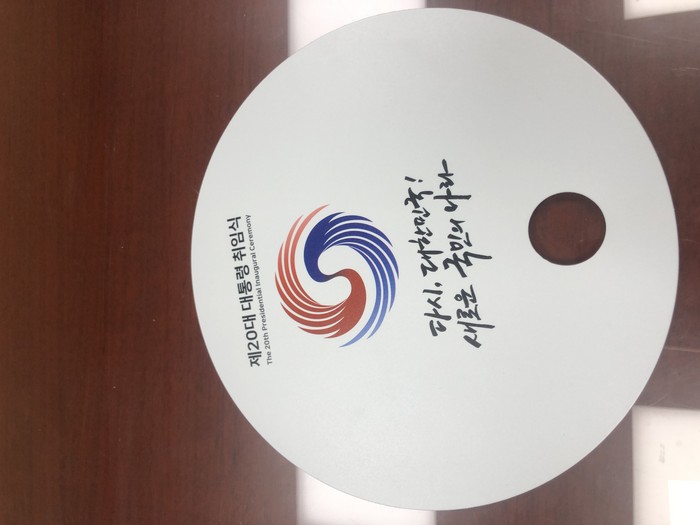 제20대 대통령 취임식
The 20th Presidential Inaugural Ceremony
다시, 대한민국!
새로운 국민의 나라